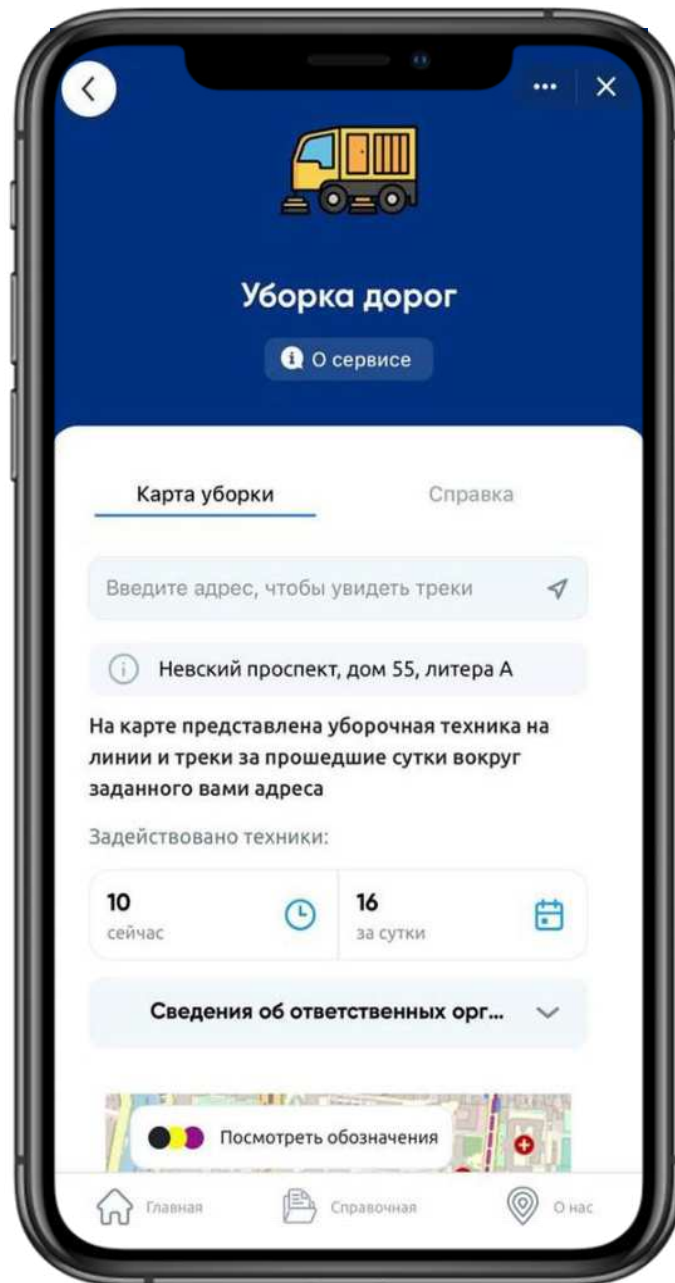 Уборка дорог
О сервисе
Карта уборки
Справка
Введите адрес, чтобы увидеть треки
Невский проспект, дом 55, литера А
На карте представлена уборочная техника на
линии и треки за прошедшие сутки вокруг
заданного вами адреса
Задействовано техники:
10
сейчас
16
за сутки
Сведения об ответственных орг...
Посмотреть обозначения
Главная
Справочная
О нас